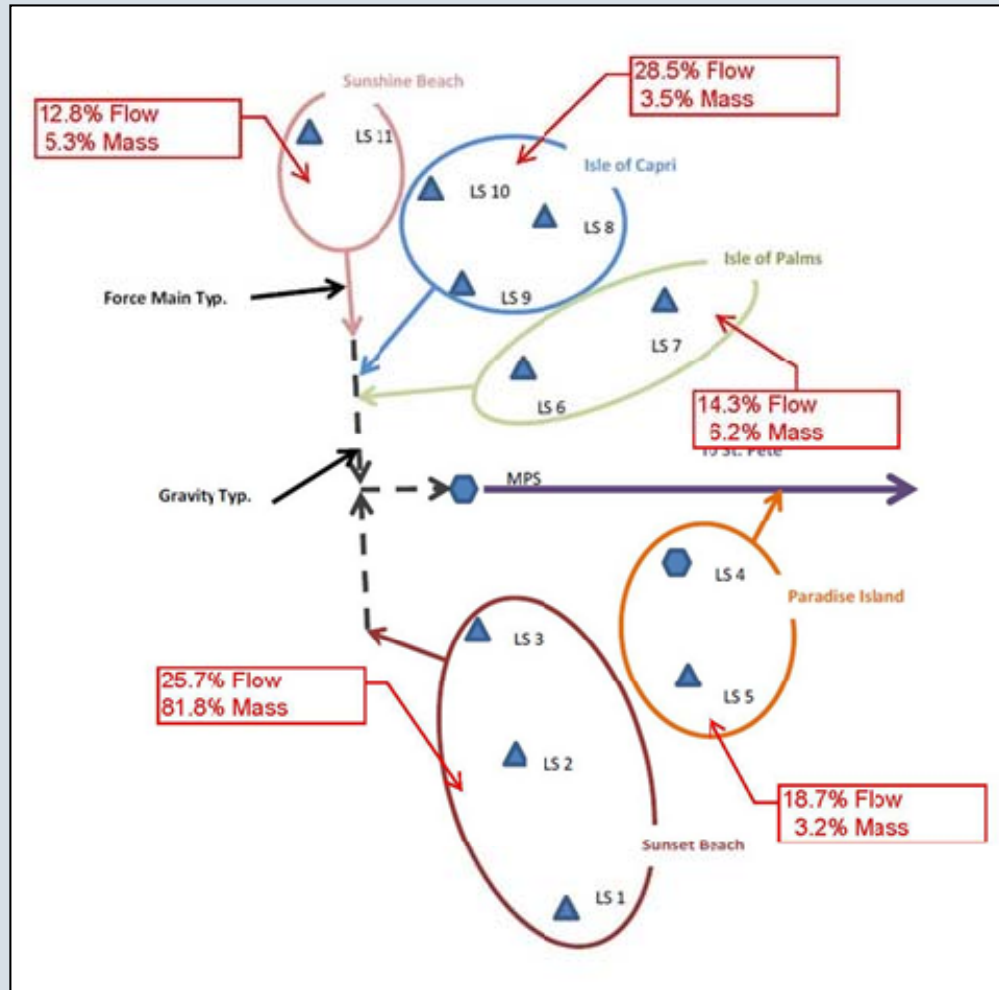 Sunshine Beach
12.8% Flow
5.3% Mass
LS 11
28.5% Flow
3.5% Mass
Isle of Capri
LS 10
LS 8
LS 9
Isle of Palms
Force Main Typ.
LS 7
LS 6
14.3% Flow
6.2% Mass
To St. Pete
Gravity Typ.
MPS
LS 4
Paradise Island
LS 3
LS 5
25.7% Flow
81.8% Mass
LS 2
18.7% Flow
3.2% Mass
Sunset Beach
LS 1